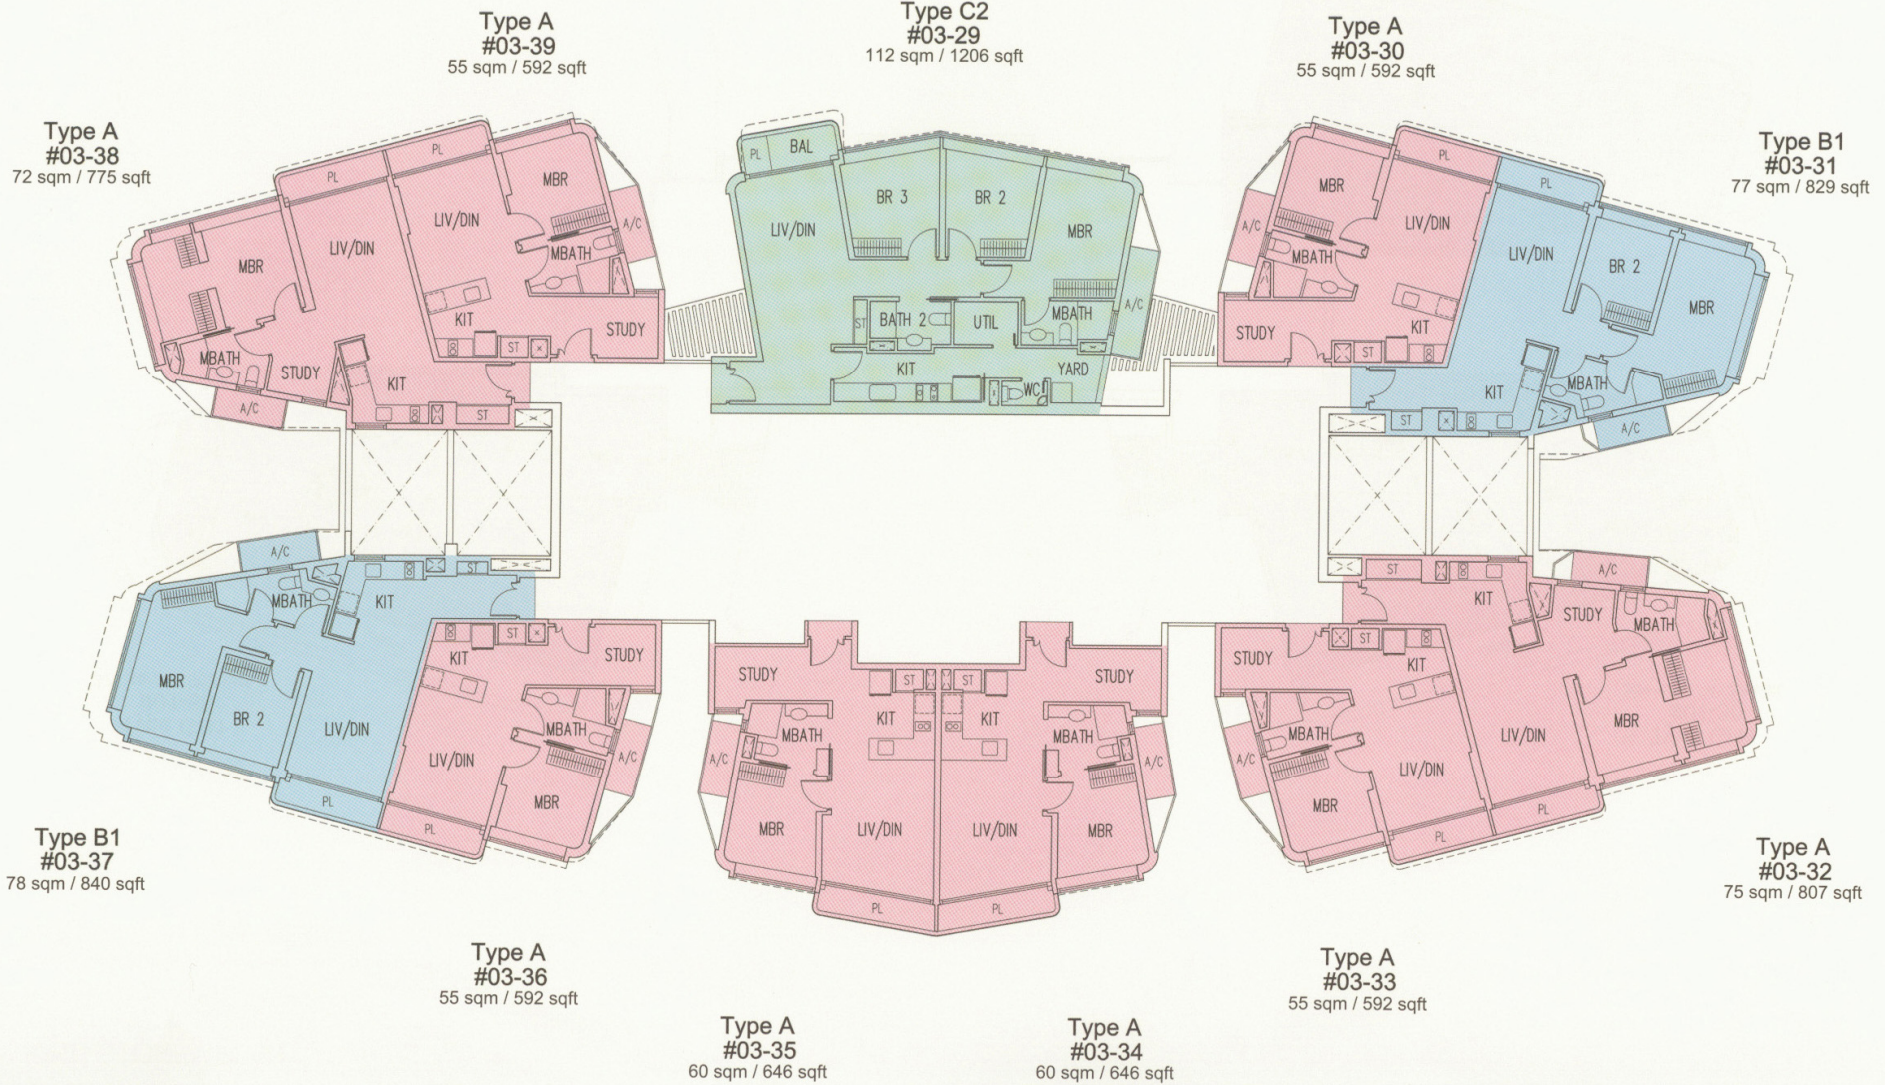 Type A
#03-39
55 sqm / 592 sqft
Type C2
#03-29
112 sqm / 1206 sqft
Type A
#03-30
55 sqm / 592 sqft
Type A
#03-38
72 sqm / 775 sqft
Type B1
#03-31
77 sqm / 829 sqft
PL
MBR
LIV/DIN
MBATH
STUDY
KIT
ST
A/C
PL
MBR
LIV/DIN
MBATH
KIT
ST
STUDY
A/C
PL
BAL
BR 3
BR 2
LIV/DIN
MBR
ST
BATH 2
UTIL
MBATH
KIT
YARD
WC
A/C
PL
MBR
LIV/DIN
A/C
MBATH
KIT
STUDY
ST
PL
LIV/DIN
BR 2
MBR
KIT
MBATH
ST
A/C
A/C
MBATH
KIT
ST
MBR
BR 2
LIV/DIN
PL
KIT
ST
STUDY
MBATH
LIV/DIN
MBR
A/C
PL
STUDY
ST
KIT
MBATH
A/C
MBR
LIV/DIN
PL
ST
STUDY
KIT
MBATH
A/C
LIV/DIN
MBR
PL
STUDY
ST
KIT
MBATH
A/C
LIV/DIN
MBR
PL
ST
A/C
KIT
STUDY
MBATH
LIV/DIN
MBR
PL
Type B1
#03-37
78 sqm / 840 sqft
Type A
#03-32
75 sqm / 807 sqft
Type A
#03-36
55 sqm / 592 sqft
Type A
#03-33
55 sqm / 592 sqft
Type A
#03-35
60 sqm / 646 sqft
Type A
#03-34
60 sqm / 646 sqft